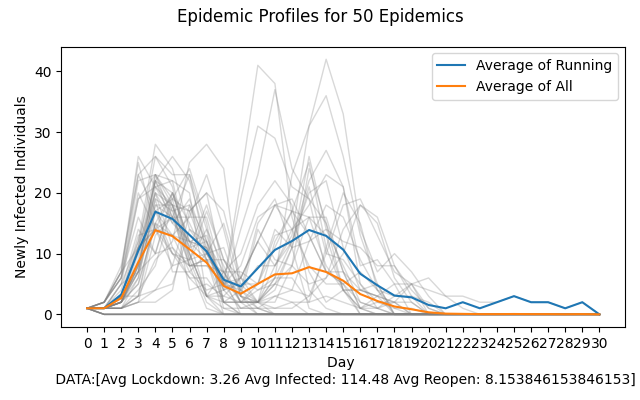 Epidemic Profiles for 50 Epidemics
Average of Running
Average of All
Newly Infected Individuals
40
30
20
10
0
0 1 2 3 4 5 6 7 8 9 10 11 12 13 14 15 16 17 18 19 20 21 22 23 24 25 26 27 28 29 30
Day
DATA:[Avg Lockdown: 3.26 Avg Infected: 114.48 Avg Reopen: 8.153846153846153]